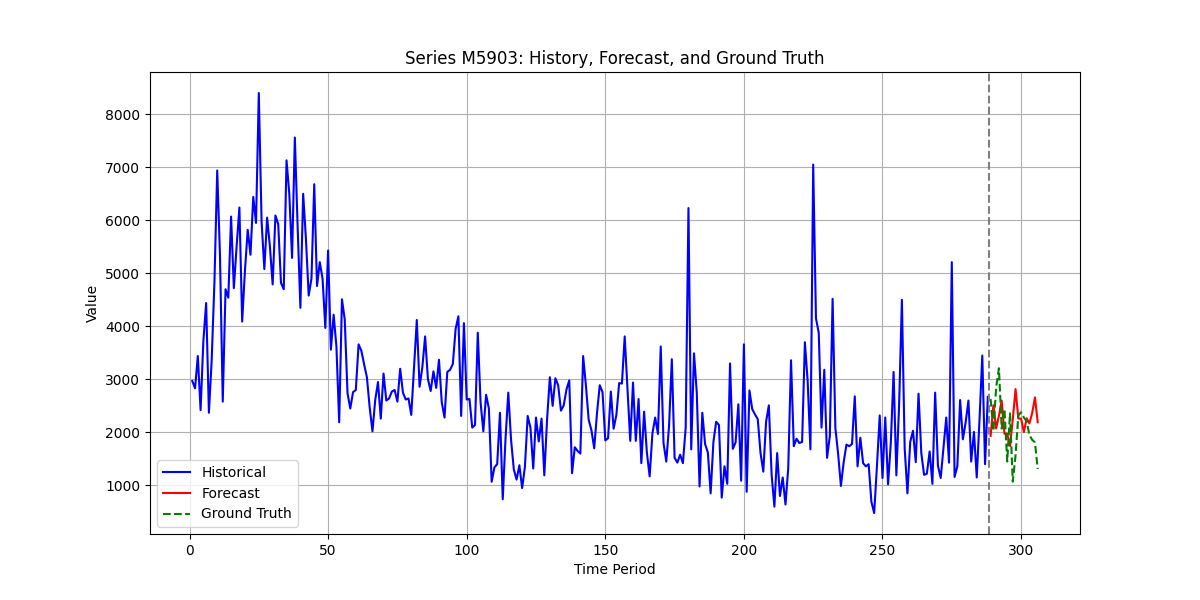 Series M5903: History, Forecast, and Ground Truth
8000
7000
6000
5000
4000
3000
2000
1000
Value
Historical
Forecast
Ground Truth
0 50 100 150 200 250 300
Time Period